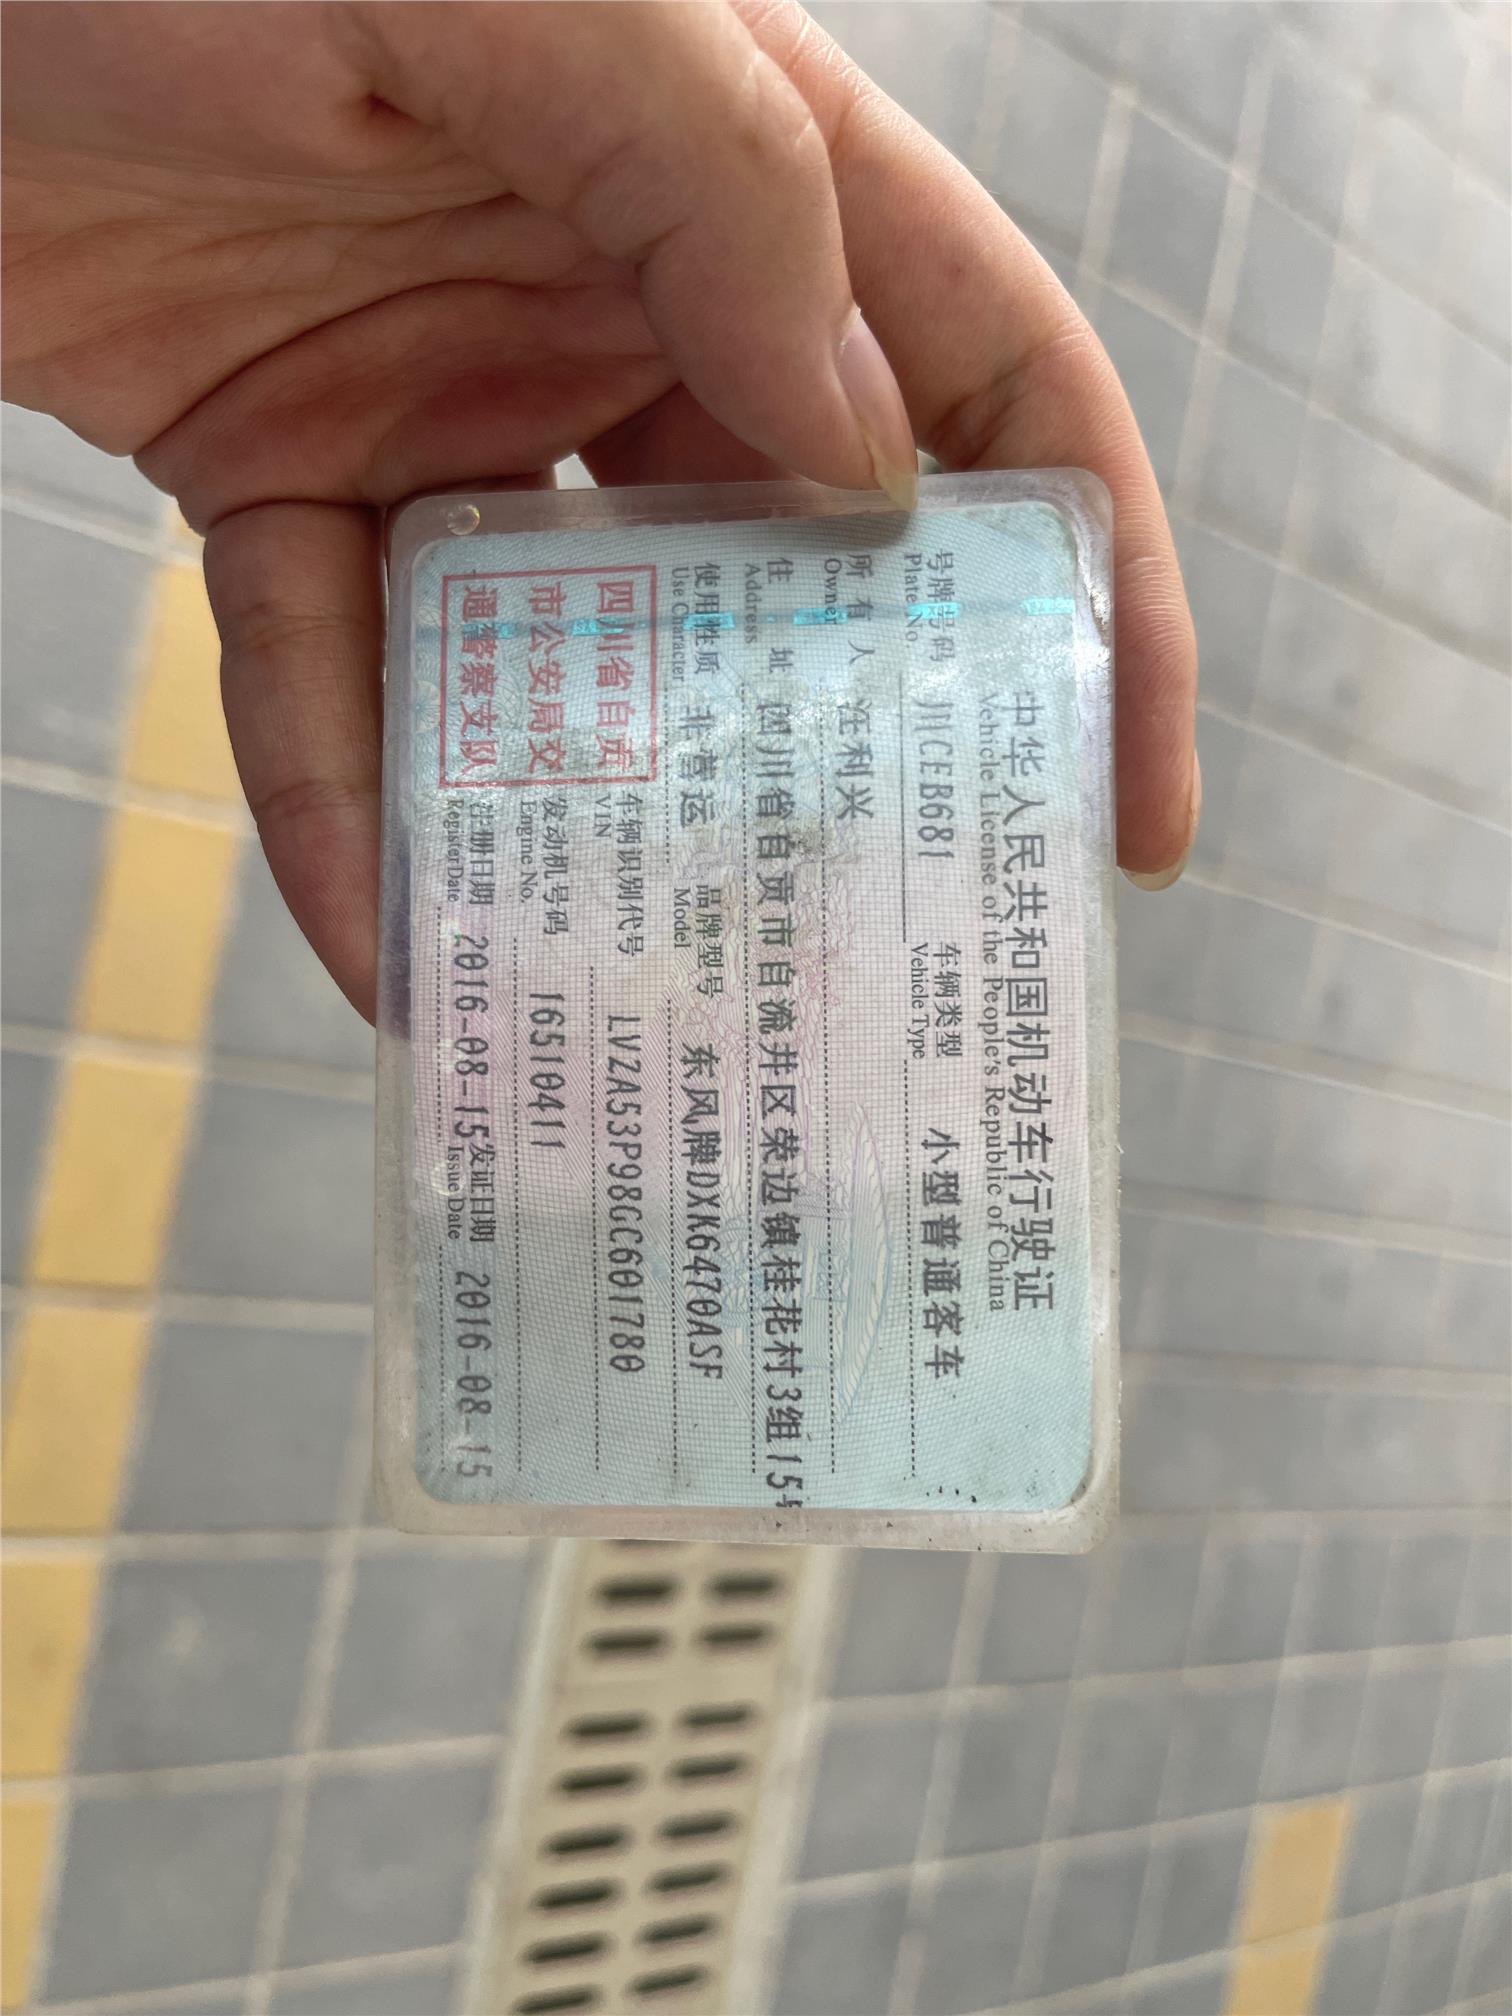 中华人民共和国机动车行驶证
Vehicle License of the People's Republic of China
号牌号码 川CEB681 车辆类型 小型普通客车
Plate No Vehicle Type
所有人 汪利兴
Owner
住址 四川省自贡市自流井区荣边镇桂花村3组15号
Address
使用性质 非营运 品牌型号 东风牌DXK6470ASF
Use Character Model
四川省自贡市公安局交通警察支队
车辆识别代号 LVZA53P98GC601780
VIN
发动机号码 16510411
Engine No.
注册日期 2016-08-15 发证日期 2016-08-15
Register Date Issue Date